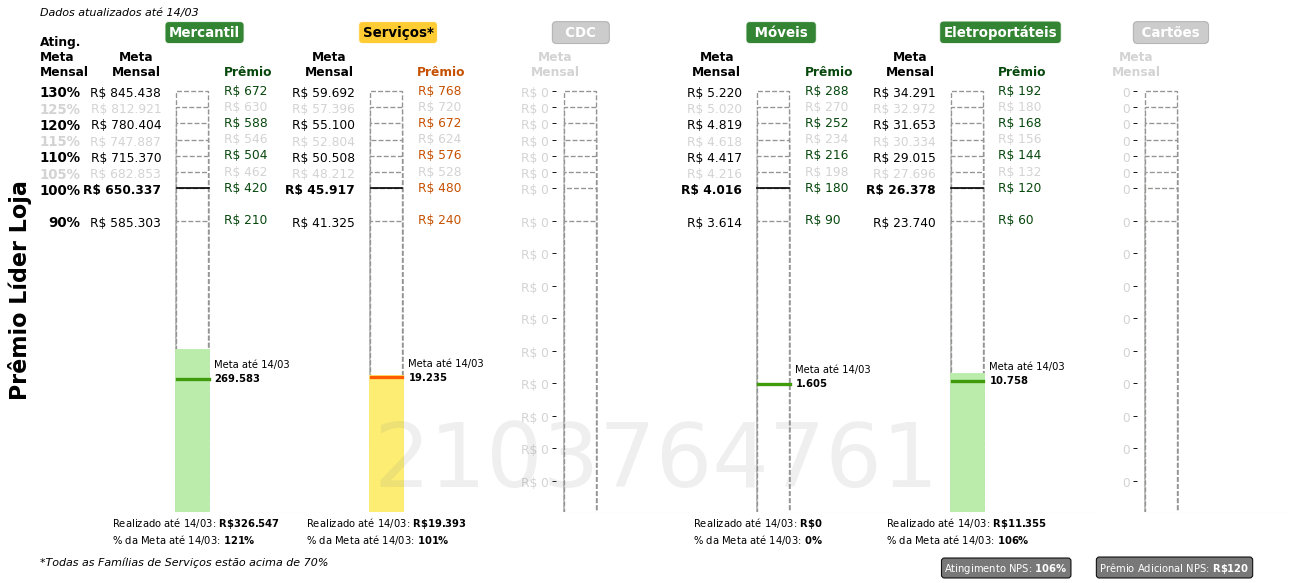 Dados atualizados até 14/03
Mercantil Serviços* CDC Móveis Eletroportáteis Cartões
Ating. Meta Mensal
Meta Mensal Prêmio Meta Mensal Prêmio Meta Mensal Meta Mensal Prêmio Meta Mensal Prêmio Meta Mensal
130% R$ 845.438 R$ 672 R$ 59.692 R$ 768 R$ 0 R$ 5.220 R$ 288 R$ 34.291 R$ 192 0
125% R$ 812.921 R$ 630 R$ 57.396 R$ 720 R$ 0 R$ 5.020 R$ 270 R$ 32.972 R$ 180 0
120% R$ 780.404 R$ 588 R$ 55.100 R$ 672 R$ 0 R$ 4.819 R$ 252 R$ 31.653 R$ 168 0
115% R$ 747.887 R$ 546 R$ 52.804 R$ 624 R$ 0 R$ 4.618 R$ 234 R$ 30.334 R$ 156 0
110% R$ 715.370 R$ 504 R$ 50.508 R$ 576 R$ 0 R$ 4.417 R$ 216 R$ 29.015 R$ 144 0
105% R$ 682.853 R$ 462 R$ 48.212 R$ 528 R$ 0 R$ 4.216 R$ 198 R$ 27.696 R$ 132 0
100% R$ 650.337 R$ 420 R$ 45.917 R$ 480 R$ 0 R$ 4.016 R$ 180 R$ 26.378 R$ 120 0
90% R$ 585.303 R$ 210 R$ 41.325 R$ 240 R$ 0 R$ 3.614 R$ 90 R$ 23.740 R$ 60 0
R$ 0 0
R$ 0 0
R$ 0 0
R$ 0 0
Meta até 14/03 Meta até 14/03 Meta até 14/03 Meta até 14/03
269.583 19.235 1.605 10.758
R$ 0 0
R$ 0 0
R$ 0 0
R$ 0 0
Prêmio Líder Loja
2103764761
Realizado até 14/03: R$326.547 Realizado até 14/03: R$19.393 Realizado até 14/03: R$0 Realizado até 14/03: R$11.355
% da Meta até 14/03: 121% % da Meta até 14/03: 101% % da Meta até 14/03: 0% % da Meta até 14/03: 106%
*Todas as Famílias de Serviços estão acima de 70%
Atingimento NPS: 106% Prêmio Adicional NPS: R$120